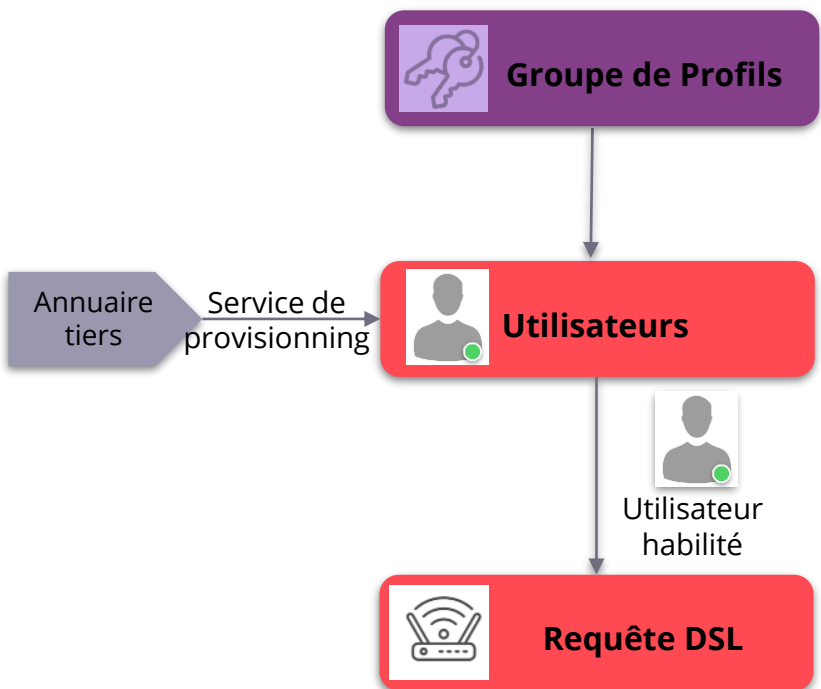 Groupe de Profils
Annuaire
tiers
Service de
provisionning
Utilisateurs
Utilisateur
habilité
Requête DSL